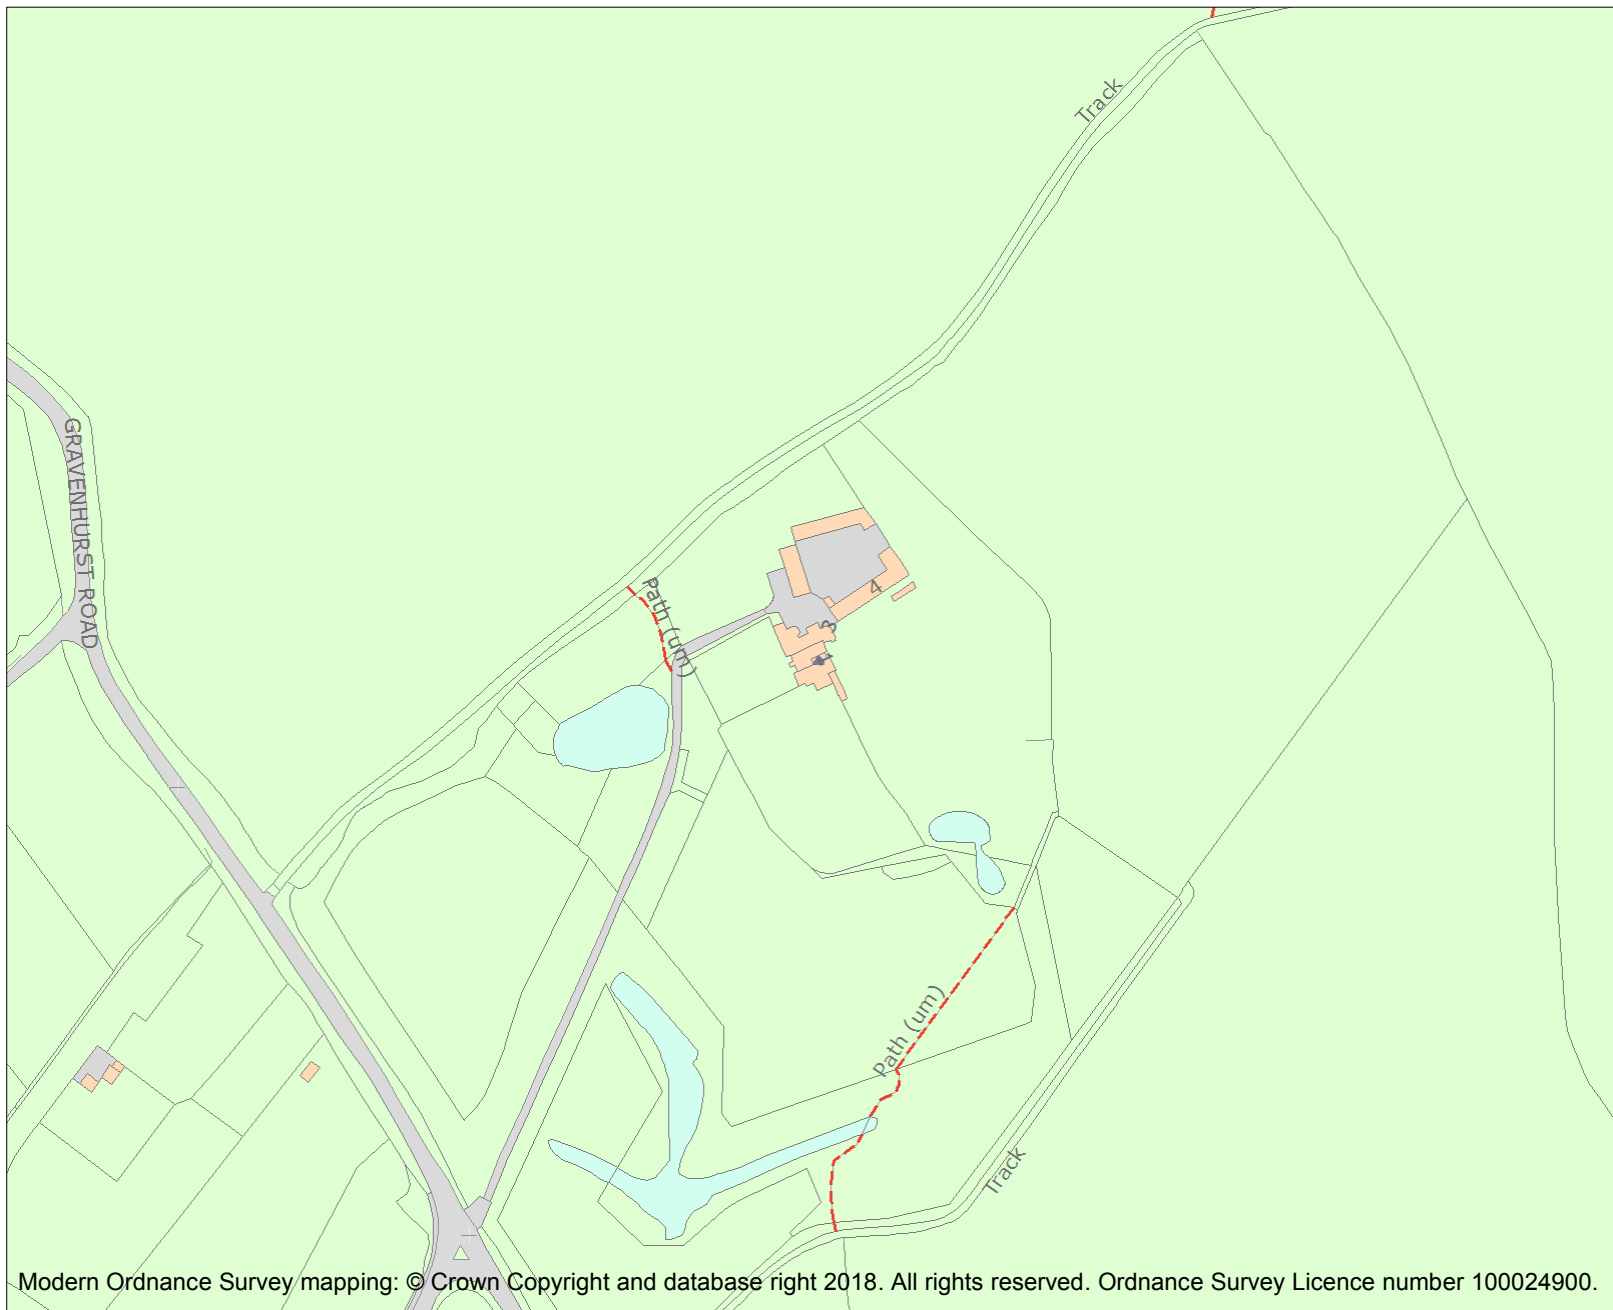 Track
GRAVENHURST ROAD
Path (um)
4
3
1
Path (um)
Track
Modern Ordnance Survey mapping: © Crown Copyright and database right 2018. All rights reserved. Ordnance Survey Licence number 100024900.